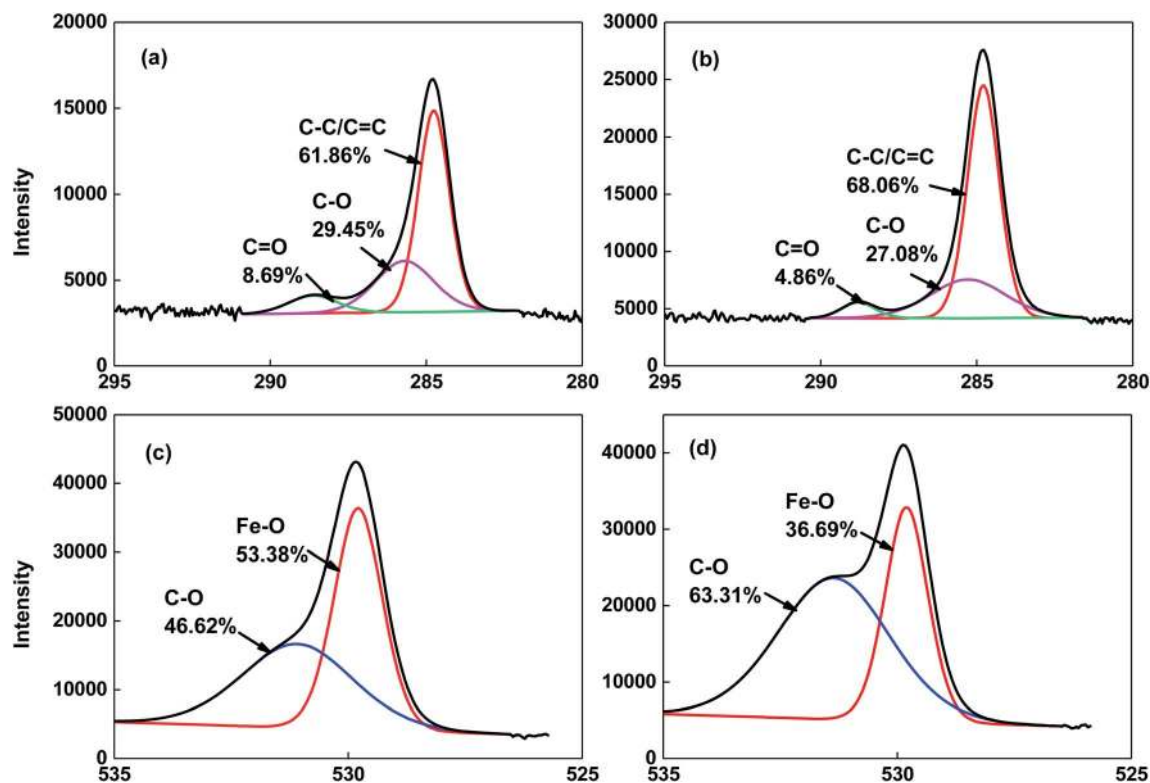 20000
(a)
15000
C-C/C=C
61.86%
10000
C-O
29.45%
C=O
8.69%
5000
0
295
290
285
280
Intensity
30000
(b)
25000
20000
C-C/C=C
68.06%
15000
C-O
27.08%
10000
C=O
4.86%
5000
0
295
290
285
280
50000
(c)
40000
Fe-O
53.38%
30000
C-O
46.62%
20000
10000
0
535
530
525
Intensity
(d)
40000
Fe-O
36.69%
30000
C-O
63.31%
20000
10000
0
535
530
525